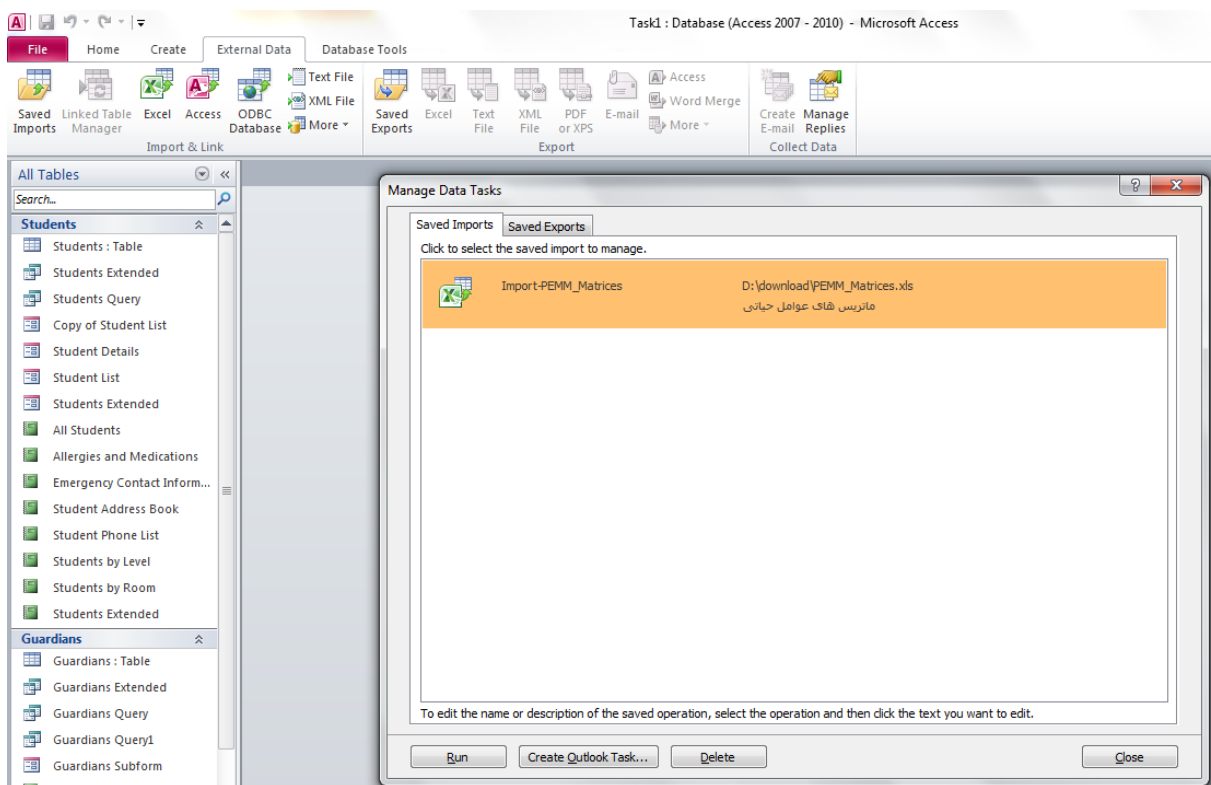 Task1 : Database (Access 2007 - 2010) - Microsoft Access
File Home Create External Data Database Tools
Saved Imports
Linked Table Manager
Excel
Access
ODBC Database
Text File
XML File
More
Import & Link
Saved Exports
Excel
Text File
XML File
PDF or XPS
E-mail
Access
Word Merge
More
Export
Create E-mail
Manage Replies
Collect Data
All Tables
Search...
Students
Students : Table
Students Extended
Students Query
Copy of Student List
Student Details
Student List
Students Extended
All Students
Allergies and Medications
Emergency Contact Inform...
Student Address Book
Student Phone List
Students by Level
Students by Room
Students Extended
Guardians
Guardians : Table
Guardians Extended
Guardians Query
Guardians Query1
Guardians Subform
Manage Data Tasks
Saved Imports Saved Exports
Click to select the saved import to manage.
Import-PEMM_Matrices D:\download\PEMM_Matrices.xls
ماتریس های عوامل حیاتی
To edit the name or description of the saved operation, select the operation and then click the text you want to edit.
Run Create Outlook Task... Delete Close